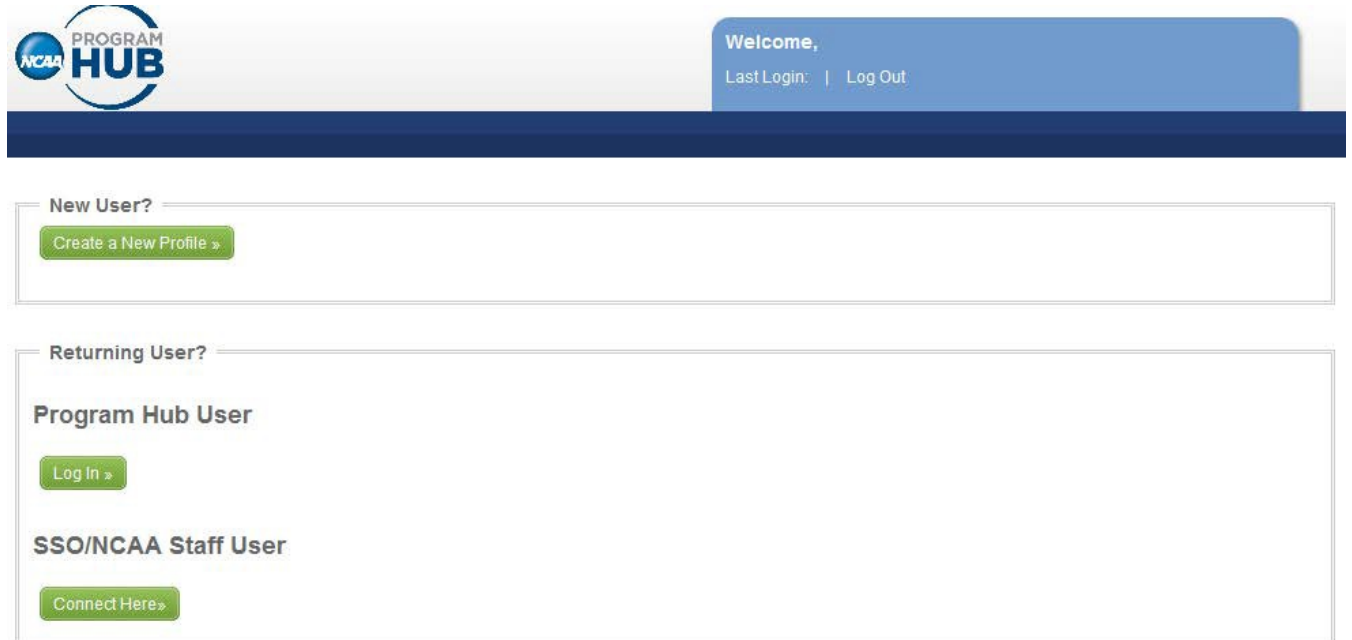 NCAA
PROGRAM
HUB
Welcome,
Last Login: | Log Out
New User?
Create a New Profile »
Returning User?
Program Hub User
Log In »
SSO/NCAA Staff User
Connect Here»